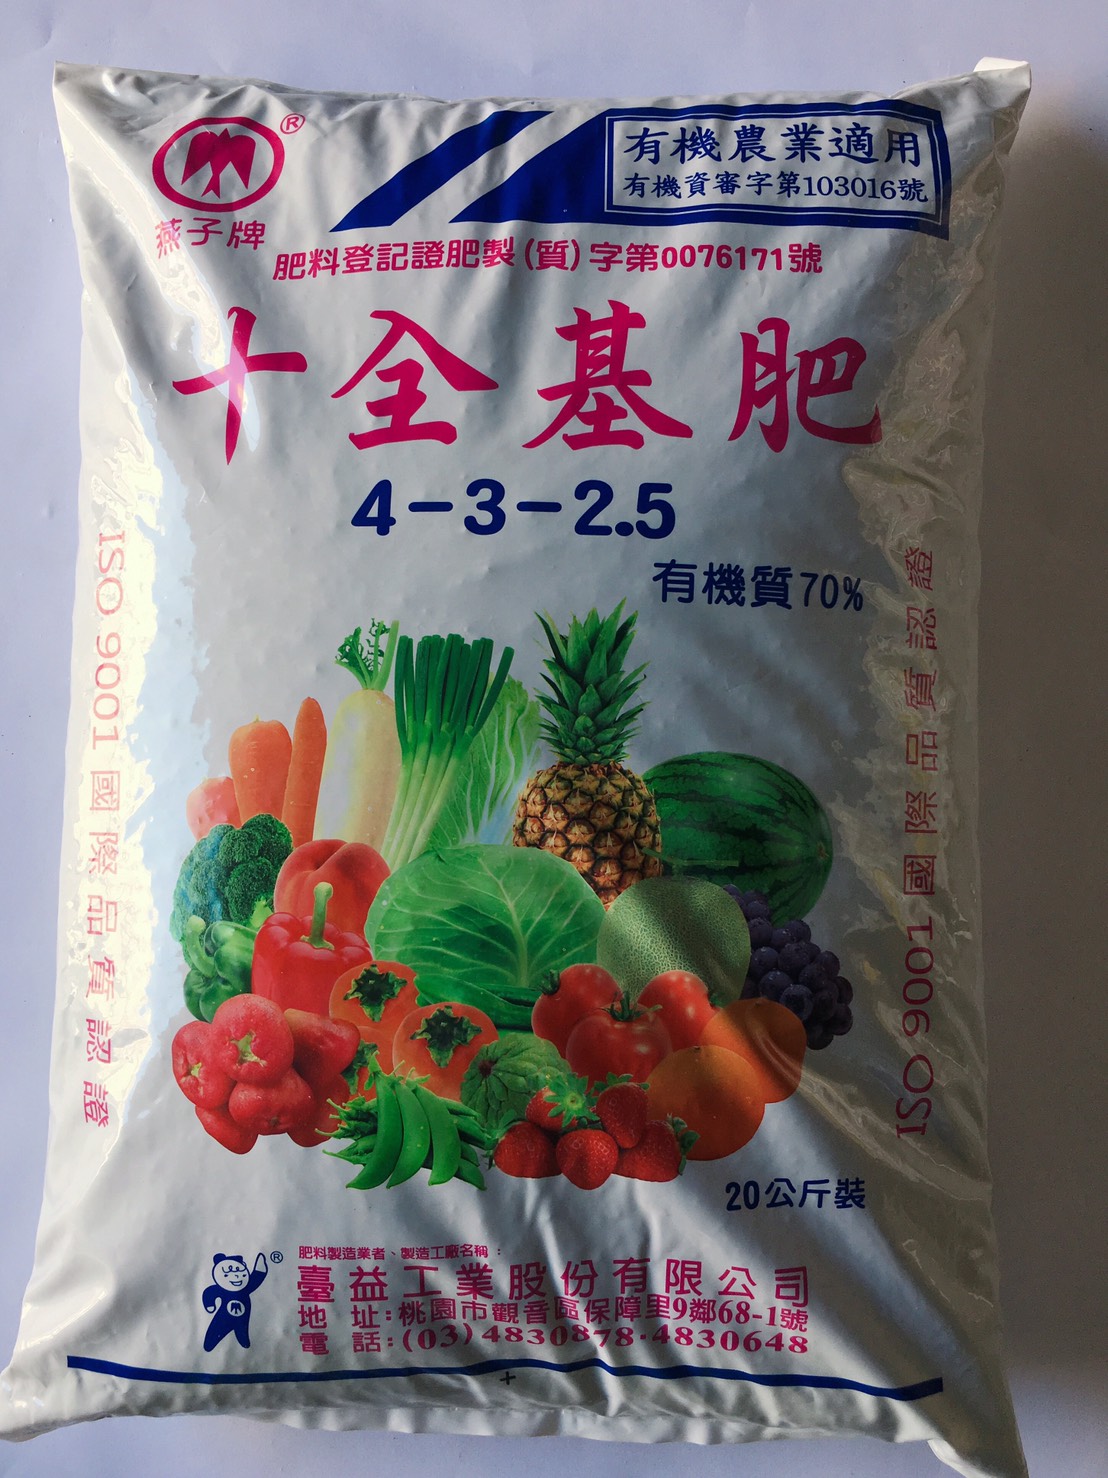 ®
燕子牌
有機農業適用
有機資審字第103016號
肥料登記證肥製(質)字第0076171號
十全基肥
4-3-2.5
有機質70%
ISO 9001 國際品質認證
ISO 9001 國際品質認證
20公斤裝
®
肥料製造業者、製造工廠名稱:
臺益工業股份有限公司
地 址:桃園市觀音區保障里9鄰68-1號
電 話:(03)4830878·4830648